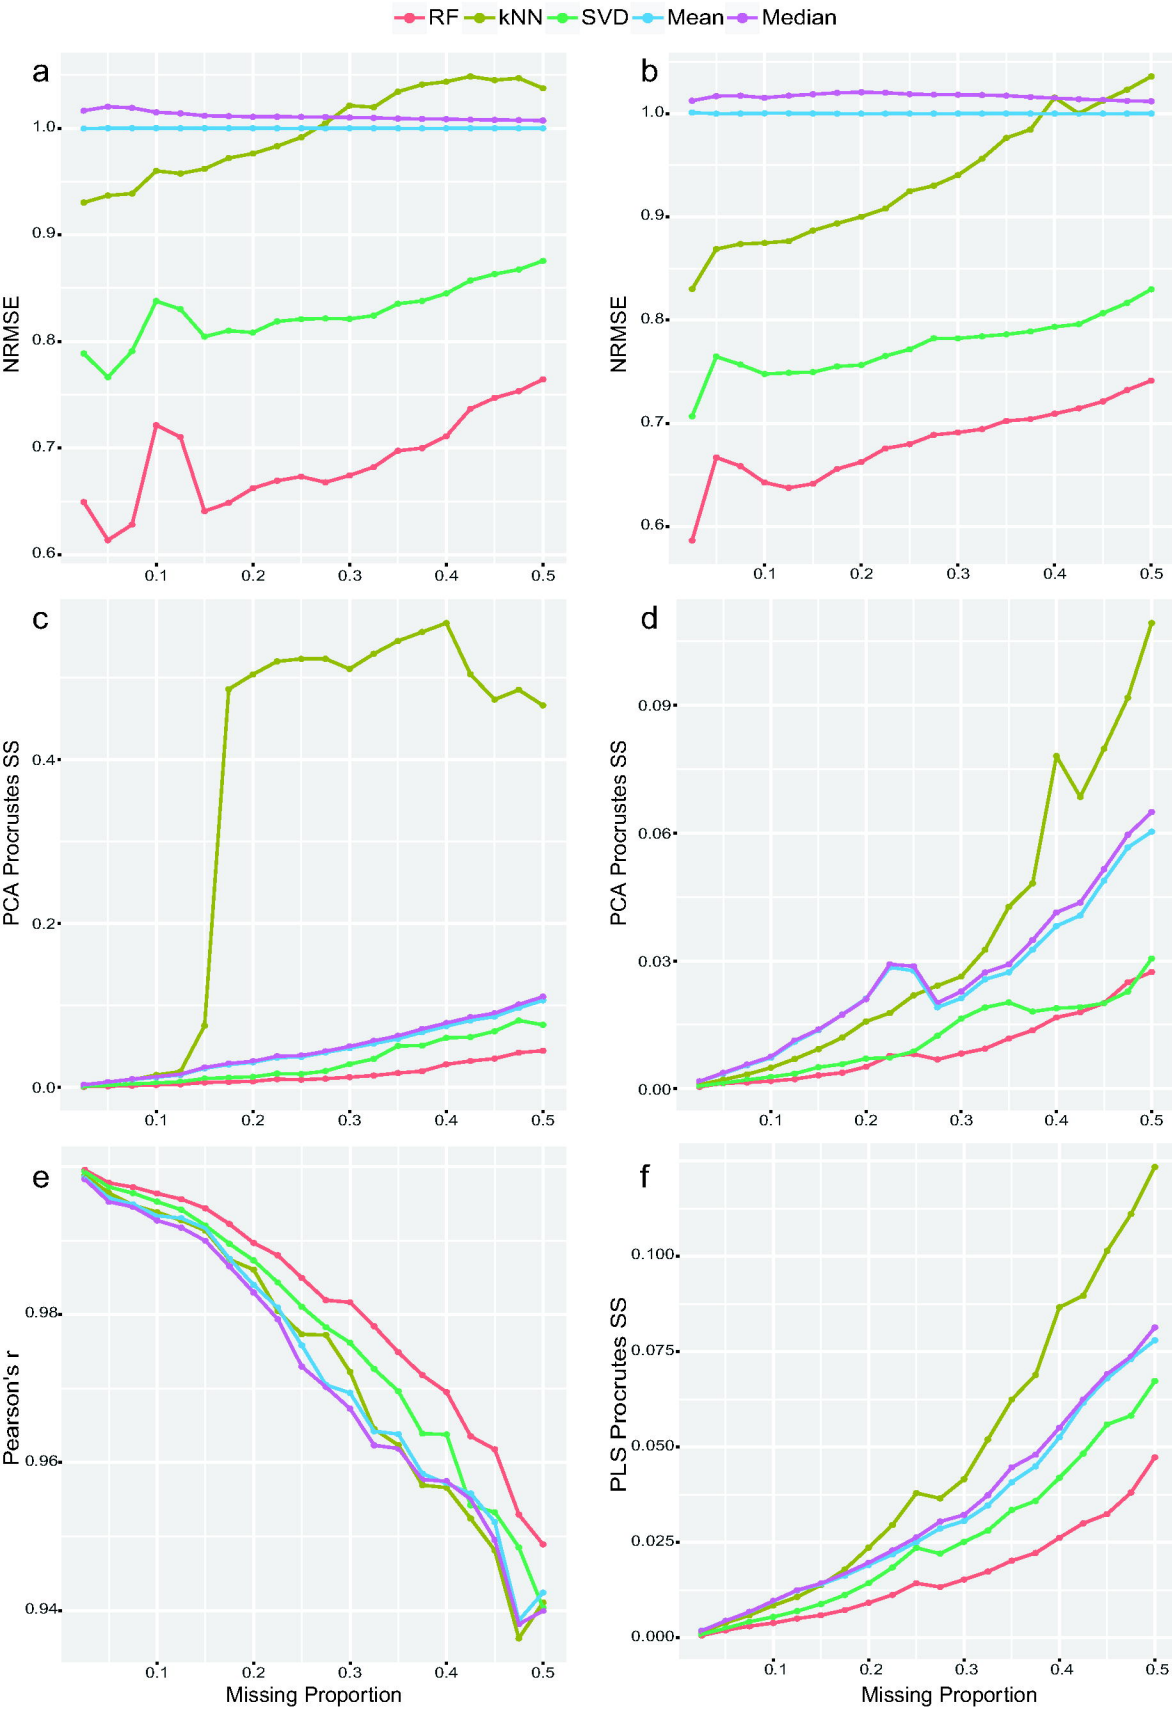 RF kNN SVD Mean Median
a
1.0
0.9
0.8
0.7
0.6
NRMSE
0.1 0.2 0.3 0.4 0.5
b
1.0
0.9
0.8
0.7
0.6
NRMSE
0.1 0.2 0.3 0.4 0.5
c
0.4
0.2
0.0
PCA Procrustes SS
0.1 0.2 0.3 0.4 0.5
d
0.09
0.06
0.03
0.00
PCA Procrustes SS
0.1 0.2 0.3 0.4 0.5
e
0.98
0.96
0.94
Pearson's r
0.1 0.2 0.3 0.4 0.5
Missing Proportion
f
0.100
0.075
0.050
0.025
0.000
PLS Procrutes SS
0.1 0.2 0.3 0.4 0.5
Missing Proportion